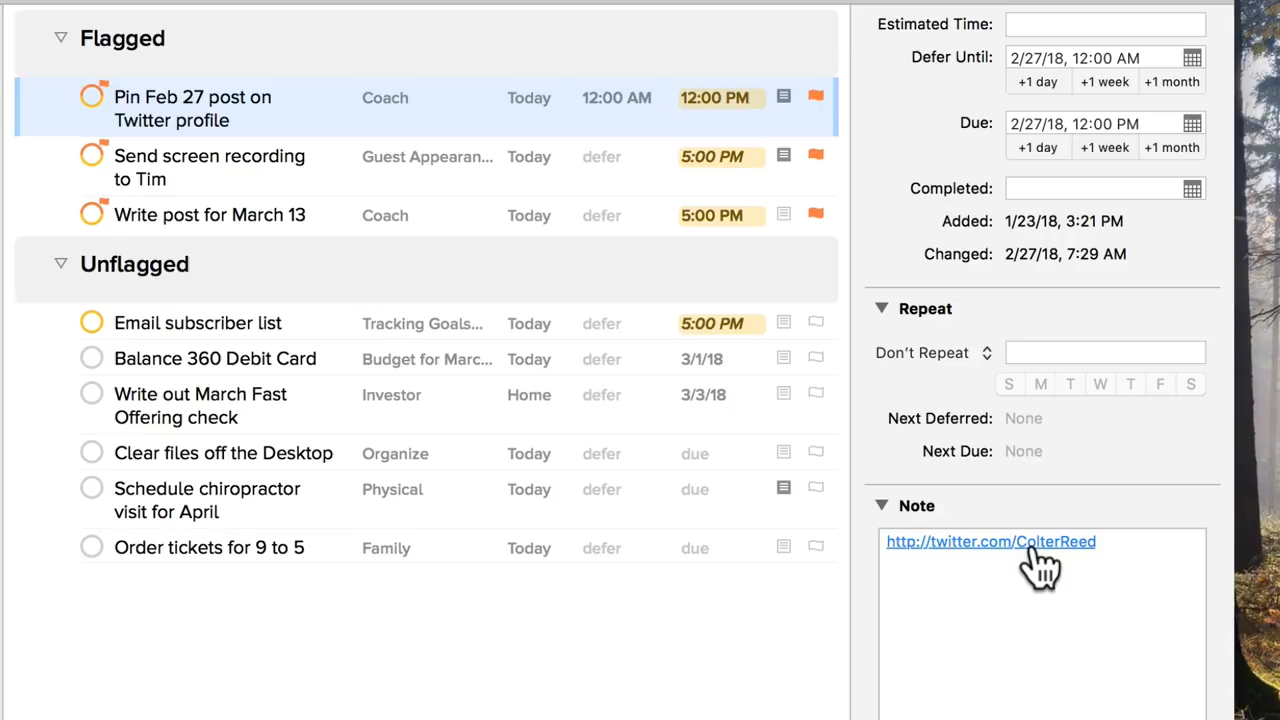 Flagged
Pin Feb 27 post on
Twitter profile
Coach
Today
12:00 AM
12:00 PM
Send screen recording
to Tim
Guest Appearan...
Today
defer
5:00 PM
Write post for March 13
Coach
Today
defer
5:00 PM
Unflagged
Email subscriber list
Tracking Goals...
Today
defer
5:00 PM
Balance 360 Debit Card
Budget for Marc...
Today
defer
3/1/18
Write out March Fast
Offering check
Investor
Home
defer
3/3/18
Clear files off the Desktop
Organize
Today
defer
due
Schedule chiropractor
visit for April
Physical
Today
defer
due
Order tickets for 9 to 5
Family
Today
defer
due
Estimated Time:
Defer Until: 2/27/18, 12:00 AM
+1 day +1 week +1 month
Due: 2/27/18, 12:00 PM
+1 day +1 week +1 month
Completed:
Added: 1/23/18, 3:21 PM
Changed: 2/27/18, 7:29 AM
Repeat
Don't Repeat
S M T W T F S
Next Deferred: None
Next Due: None
Note
http://twitter.com/ColterReed